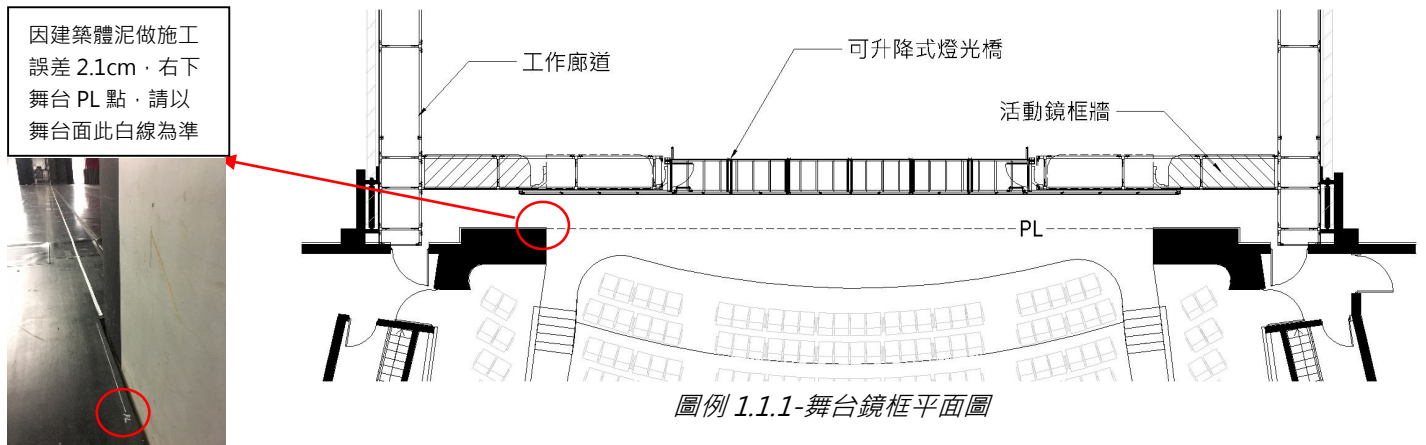 因建築體泥做施工
誤差 2.1cm，右下
舞台 PL 點，請以
舞台面此白線為準
工作廊道
可升降式燈光橋
活動鏡框牆
PL
PL
圖例 1.1.1-舞台鏡框平面圖